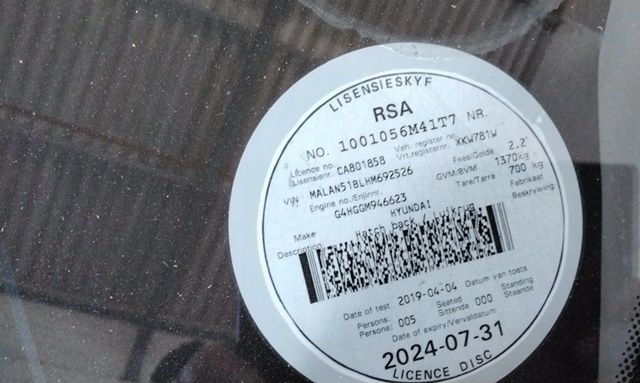 LISENSIESKYF
RSA
NO. 1001056M41T7 NR.
Licence no. Lisensienr. CA801858 Veh. register no. Vrt.registernr. XKW781W
VIN MALAN51BLHM692526 Fees/Gelde 2.2
Engine no./Enjinnr. G4HGGM946623 GVM/BVM 1370kg
Tare/Tarra 700 kg
Make HYUNDAI Fabrikaat
Description Hatch back / Luikrug Beskrywing
Date of test 2019-04-04 Datum van toets
Persons: 005 Seated 000 Standing
Persone: Sittende Staande
Date of expiry/Vervaldatum
2024-07-31
LICENCE DISC